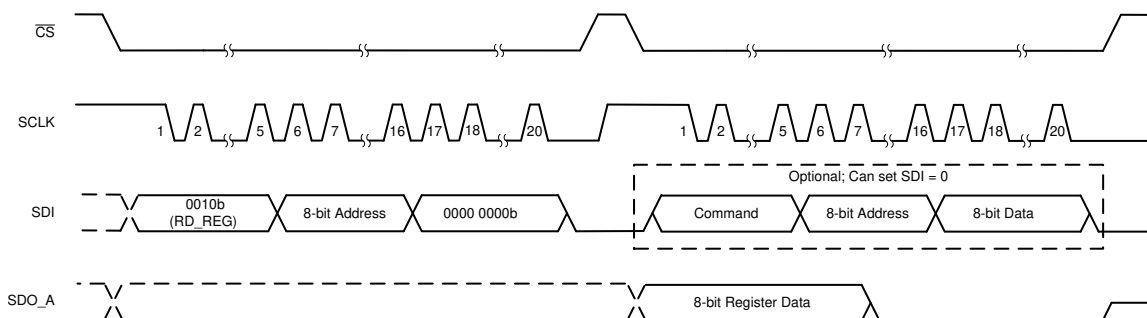 CS
SCLK
1 2 5 6 7 16 17 18 20 1 2 5 6 7 16 17 18 20
Optional; Can set SDI = 0
SDI
0010b
(RD_REG)
8-bit Address
0000 0000b
Command
8-bit Address
8-bit Data
SDO_A
8-bit Register Data